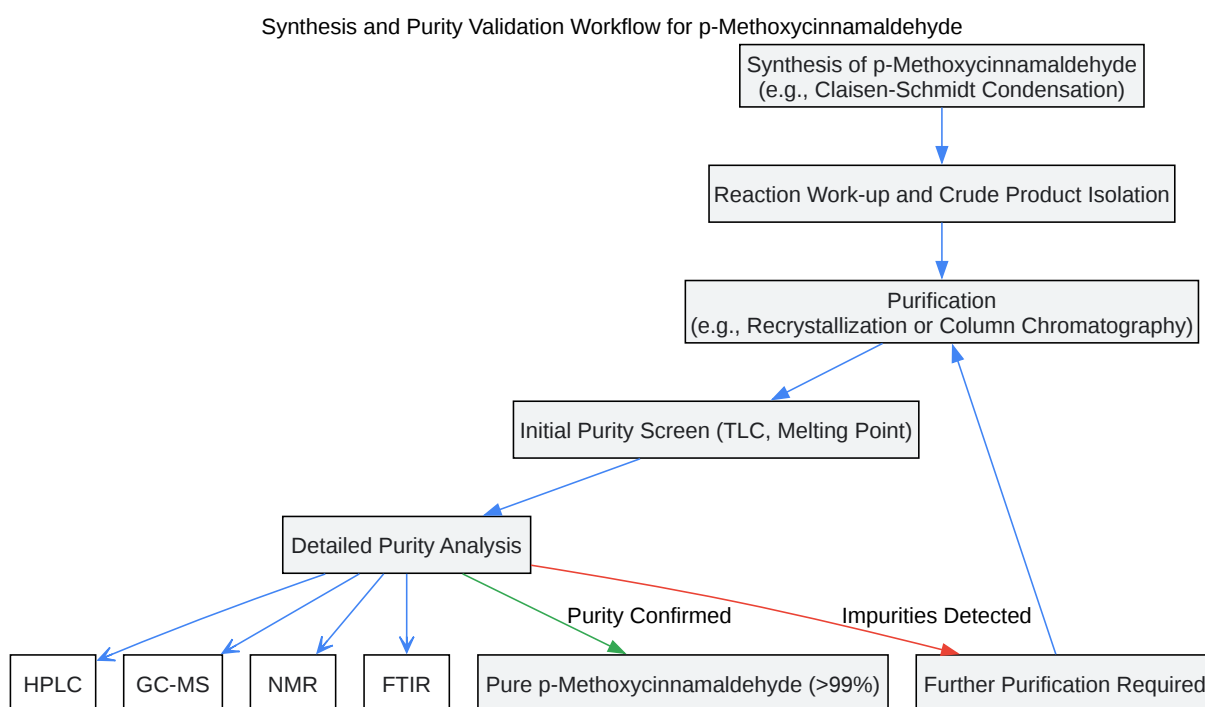 Synthesis and Purity Validation Workflow for p-Methoxycinnamaldehyde
Synthesis of p-Methoxycinnamaldehyde
(e.g., Claisen-Schmidt Condensation)
Reaction Work-up and Crude Product Isolation
Purification
(e.g., Recrystallization or Column Chromatography)
Initial Purity Screen (TLC, Melting Point)
Detailed Purity Analysis
Purity Confirmed
Impurities Detected
HPLC
GC-MS
NMR
FTIR
Pure p-Methoxycinnamaldehyde (>99%)
Further Purification Required